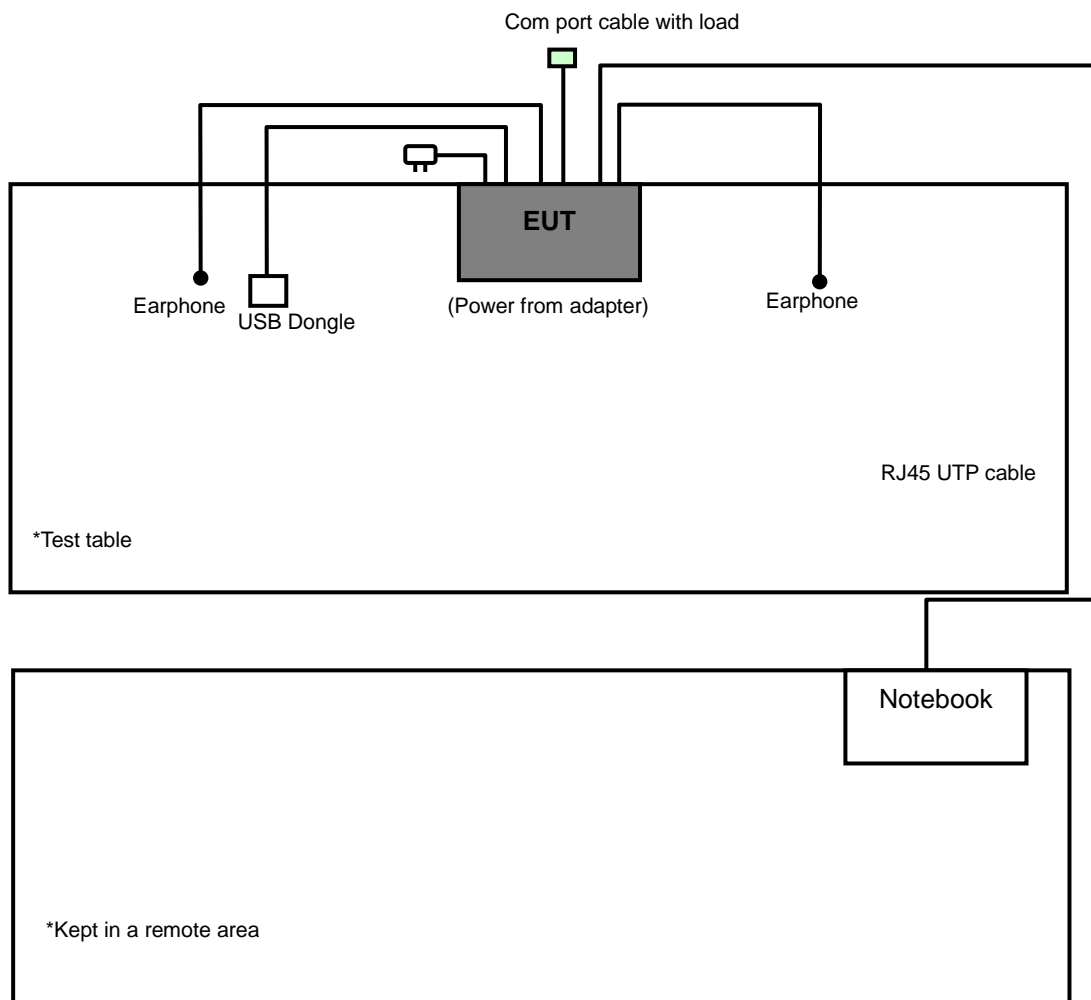 Com port cable with load
EUT
(Power from adapter)
Earphone
USB Dongle
Earphone
RJ45 UTP cable
*Test table
Notebook
*Kept in a remote area